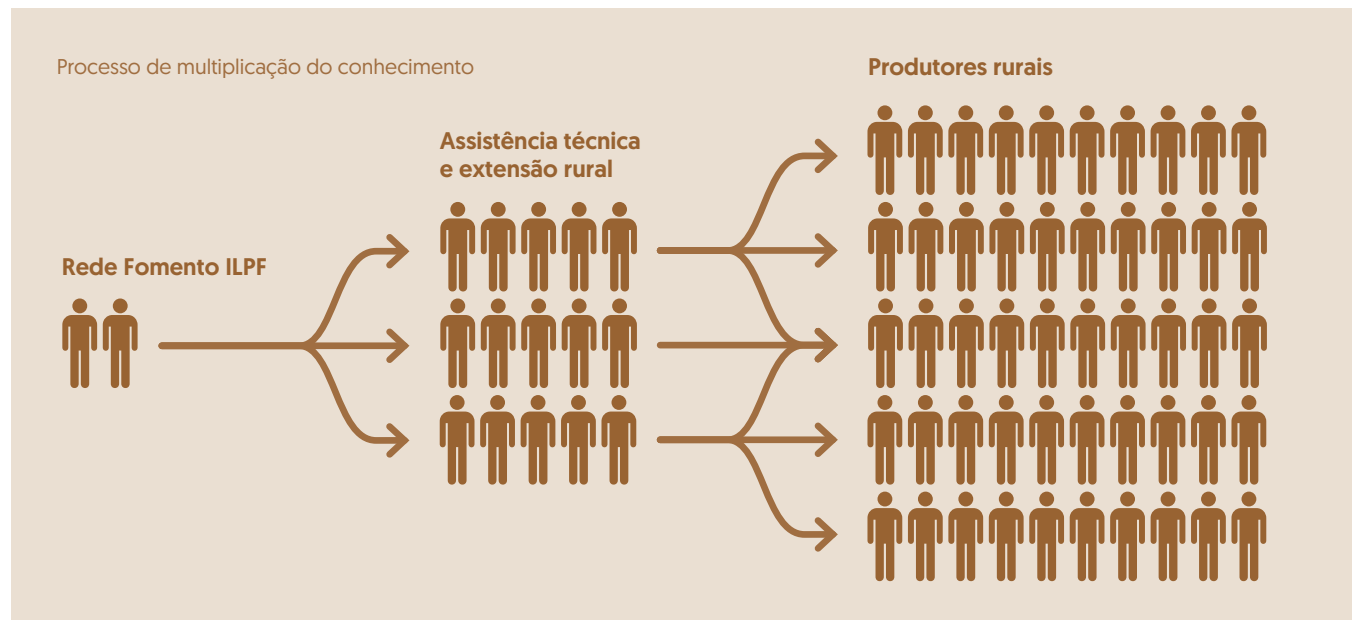 Processo de multiplicação do conhecimento
Rede Fomento ILPF
Assistência técnica
e extensão rural
Produtores rurais